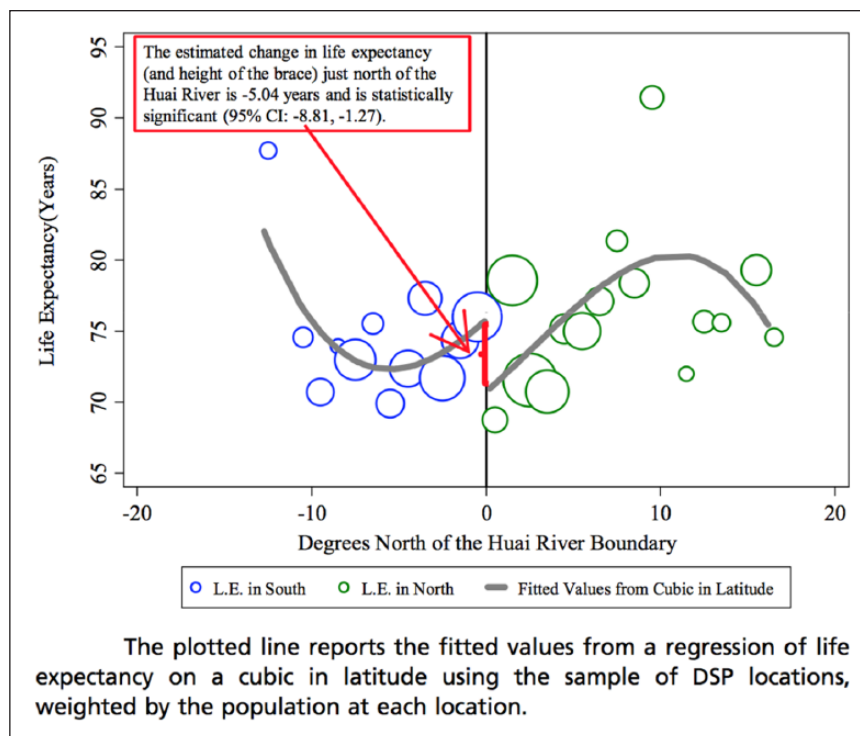 The estimated change in life expectancy
(and height of the brace) just north of the
Huai River is -5.04 years and is statistically
significant (95% CI: -8.81, -1.27).
Life Expectancy(Years)
95
90
85
80
75
70
65
-20
-10
0
10
20
Degrees North of the Huai River Boundary
L.E. in South
L.E. in North
Fitted Values from Cubic in Latitude
The plotted line reports the fitted values from a regression of life
expectancy on a cubic in latitude using the sample of DSP locations,
weighted by the population at each location.